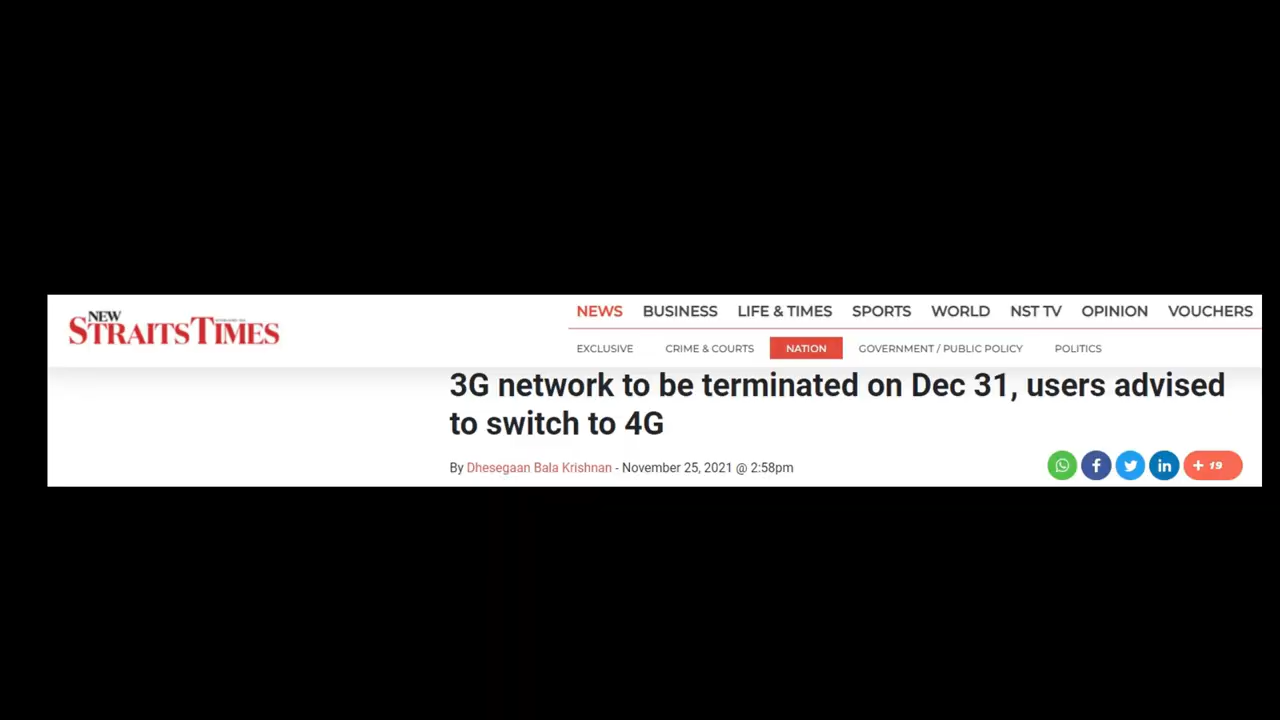 NEW
STRAITS TIMES
NEWS BUSINESS LIFE & TIMES SPORTS WORLD NST TV OPINION VOUCHERS
EXCLUSIVE CRIME & COURTS NATION GOVERNMENT / PUBLIC POLICY POLITICS
3G network to be terminated on Dec 31, users advised
to switch to 4G
By Dhesegaan Bala Krishnan - November 25, 2021 @ 2:58pm
f in + 19